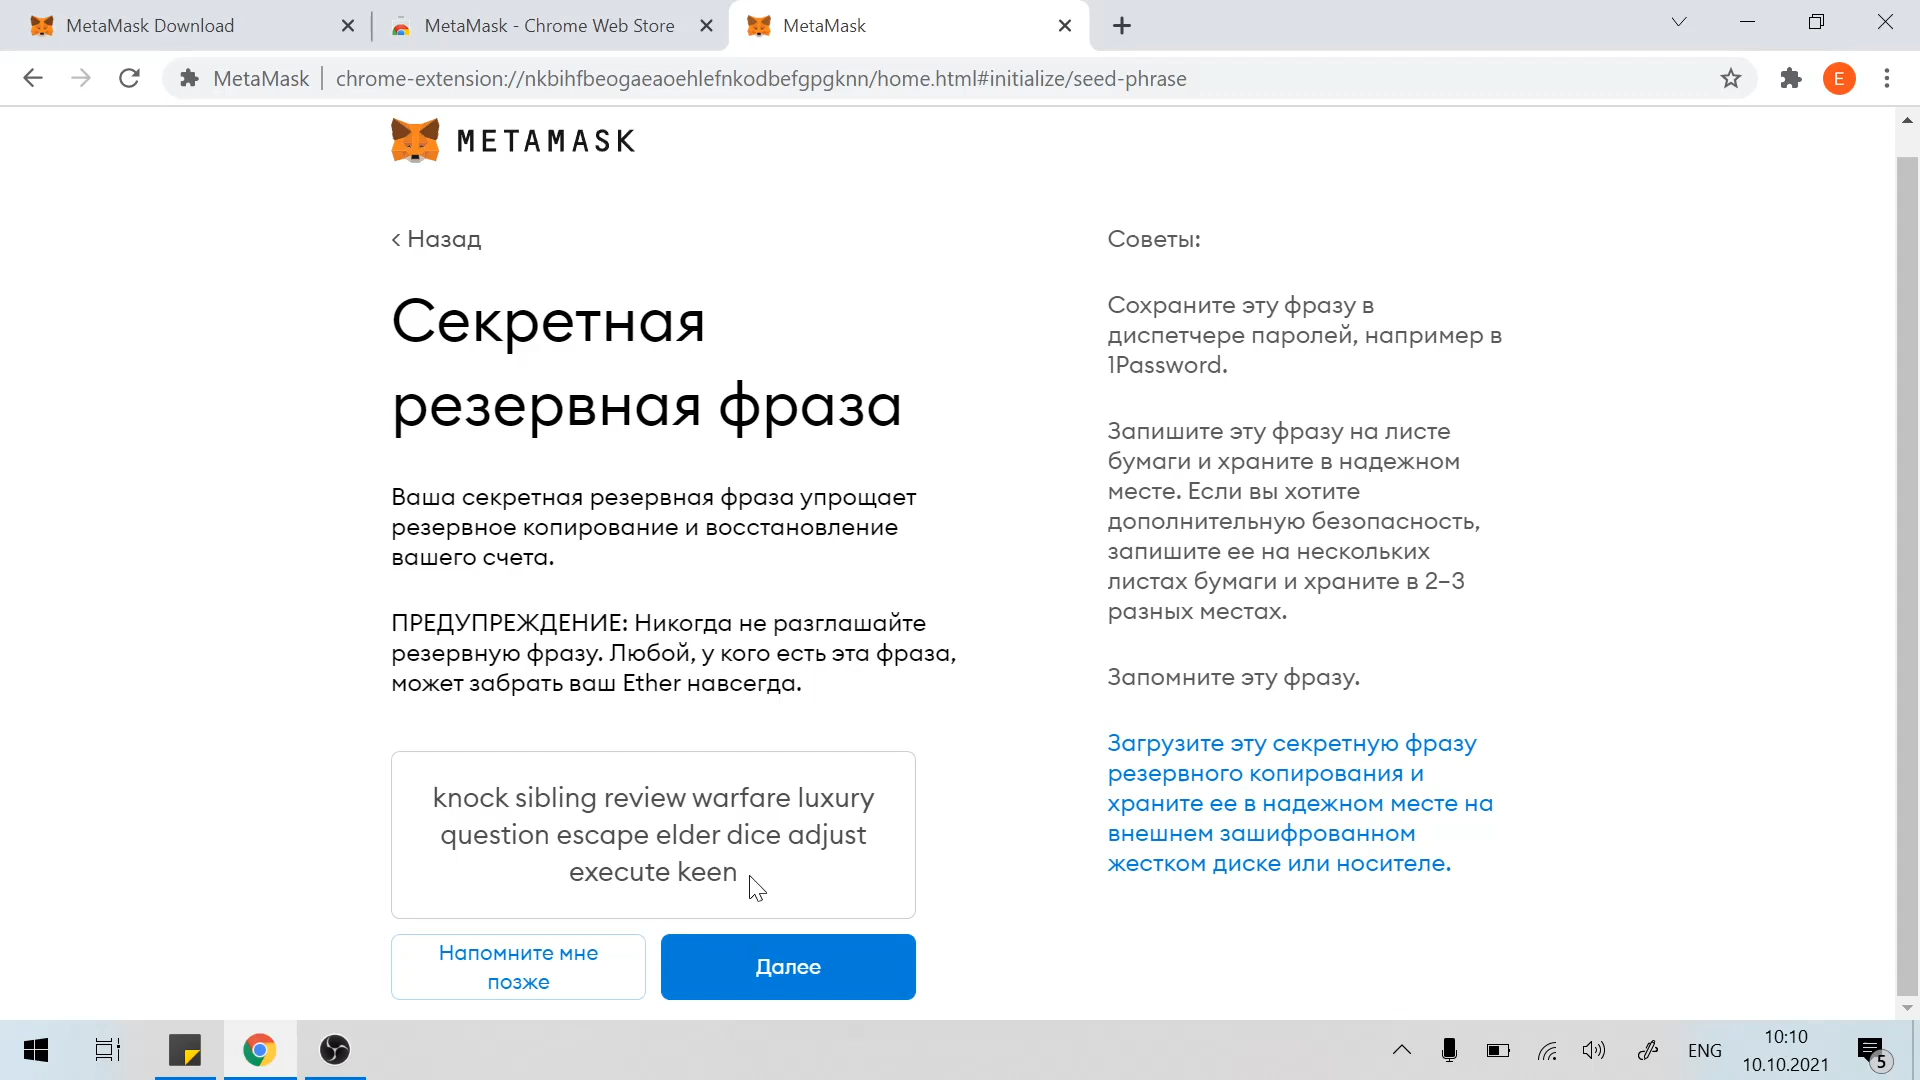 MetaMask Download
MetaMask - Chrome Web Store
MetaMask
MetaMask
chrome-extension://nkbihfbeogaeaoehlefnkodbefgpgknn/home.html#initialize/seed-phrase
E
METAMASK
< Назад
Секретная
резервная фраза
Ваша секретная резервная фраза упрощает
резервное копирование и восстановление
вашего счета.
ПРЕДУПРЕЖДЕНИЕ: Никогда не разглашайте
резервную фразу. Любой, у кого есть эта фраза,
может забрать ваш Ether навсегда.
knock sibling review warfare luxury
question escape elder dice adjust
execute keen
Напомните мне
позже
Далее
Советы:
Сохраните эту фразу в
диспетчере паролей, например в
1Password.
Запишите эту фразу на листе
бумаги и храните в надежном
месте. Если вы хотите
дополнительную безопасность,
запишите ее на нескольких
листах бумаги и храните в 2–3
разных местах.
Запомните эту фразу.
Загрузите эту секретную фразу
резервного копирования и
храните ее в надежном месте на
внешнем зашифрованном
жестком диске или носителе.
ENG
10:10
10.10.2021
5